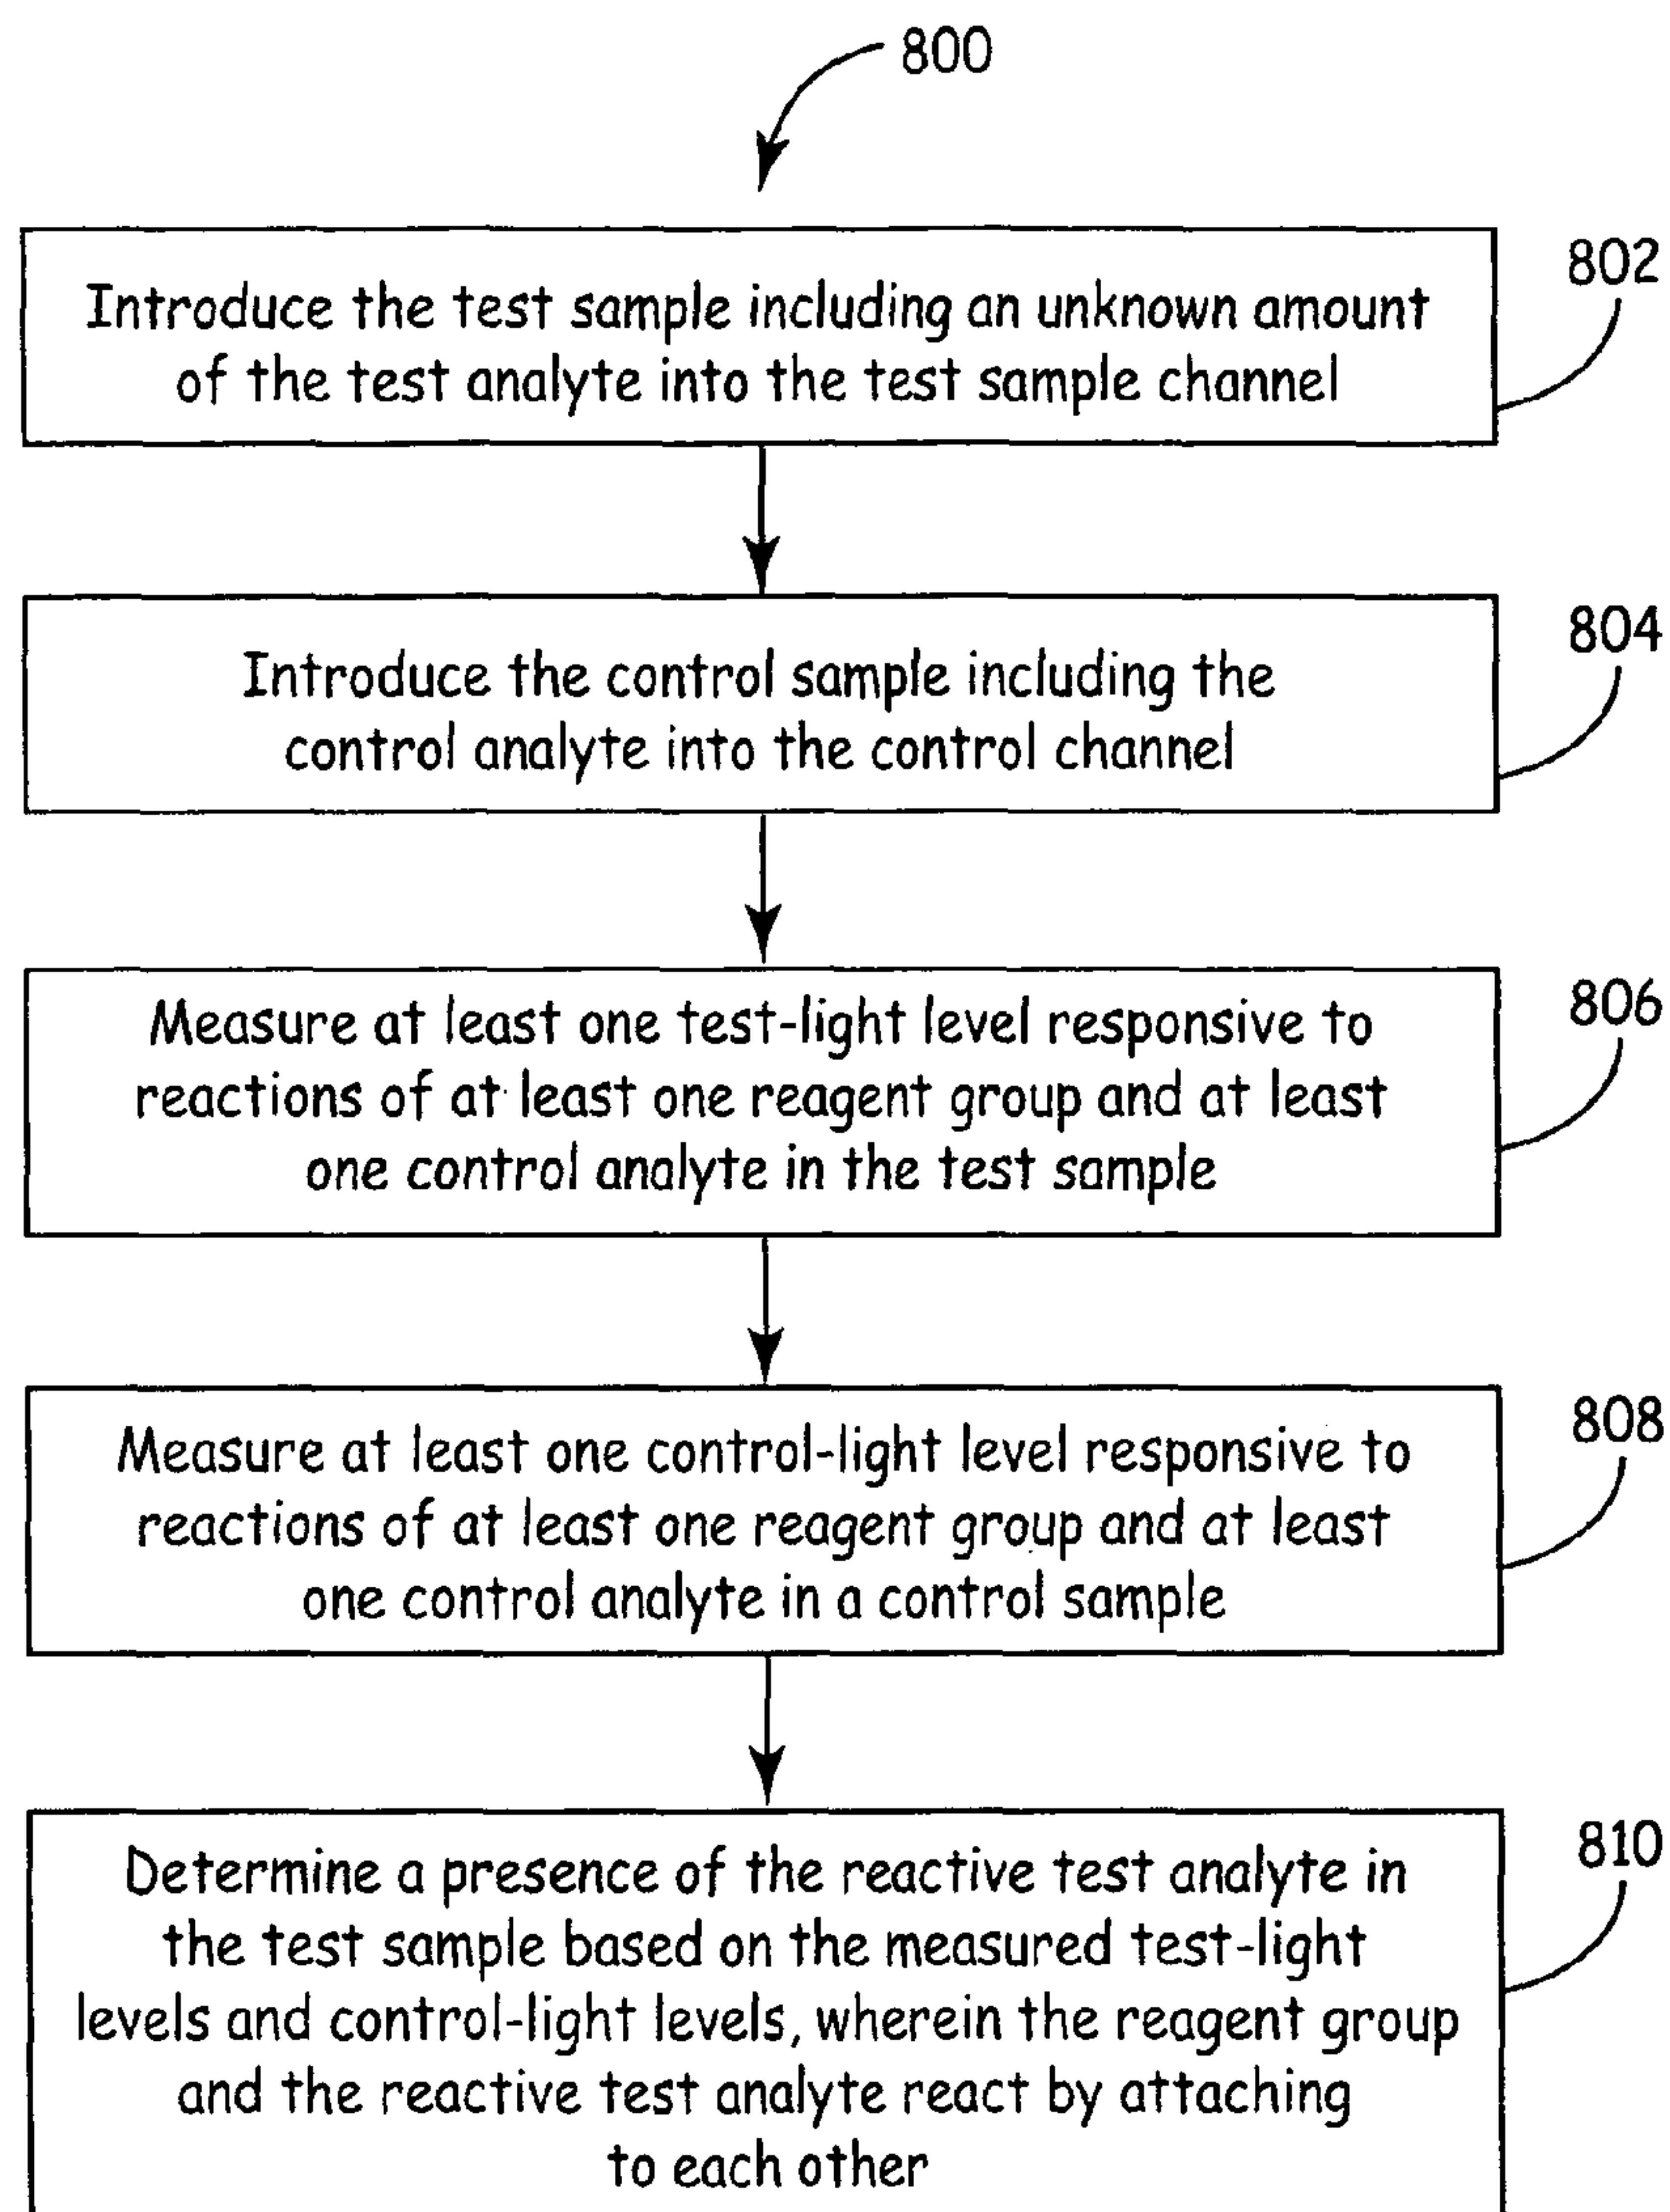 800
Introduce the test sample including an unknown amount
of the test analyte into the test sample channel
802
Introduce the control sample including the
control analyte into the control channel
804
Measure at least one test-light level responsive to
reactions of at least one reagent group and at least
one control analyte in the test sample
806
Measure at least one control-light level responsive to
reactions of at least one reagent group and at least
one control analyte in a control sample
808
Determine a presence of the reactive test analyte in
the test sample based on the measured test-light
levels and control-light levels, wherein the reagent group
and the reactive test analyte react by attaching
to each other
810